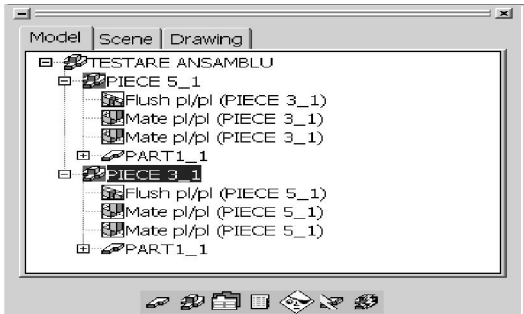 Model Scene Drawing
TESTARE ANSAMBLU
PIECE 5_1
Flush pl/pl (PIECE 3_1)
Mate pl/pl (PIECE 3_1)
Mate pl/pl (PIECE 3_1)
PART1_1
PIECE 3_1
Flush pl/pl (PIECE 5_1)
Mate pl/pl (PIECE 5_1)
Mate pl/pl (PIECE 5_1)
PART1_1